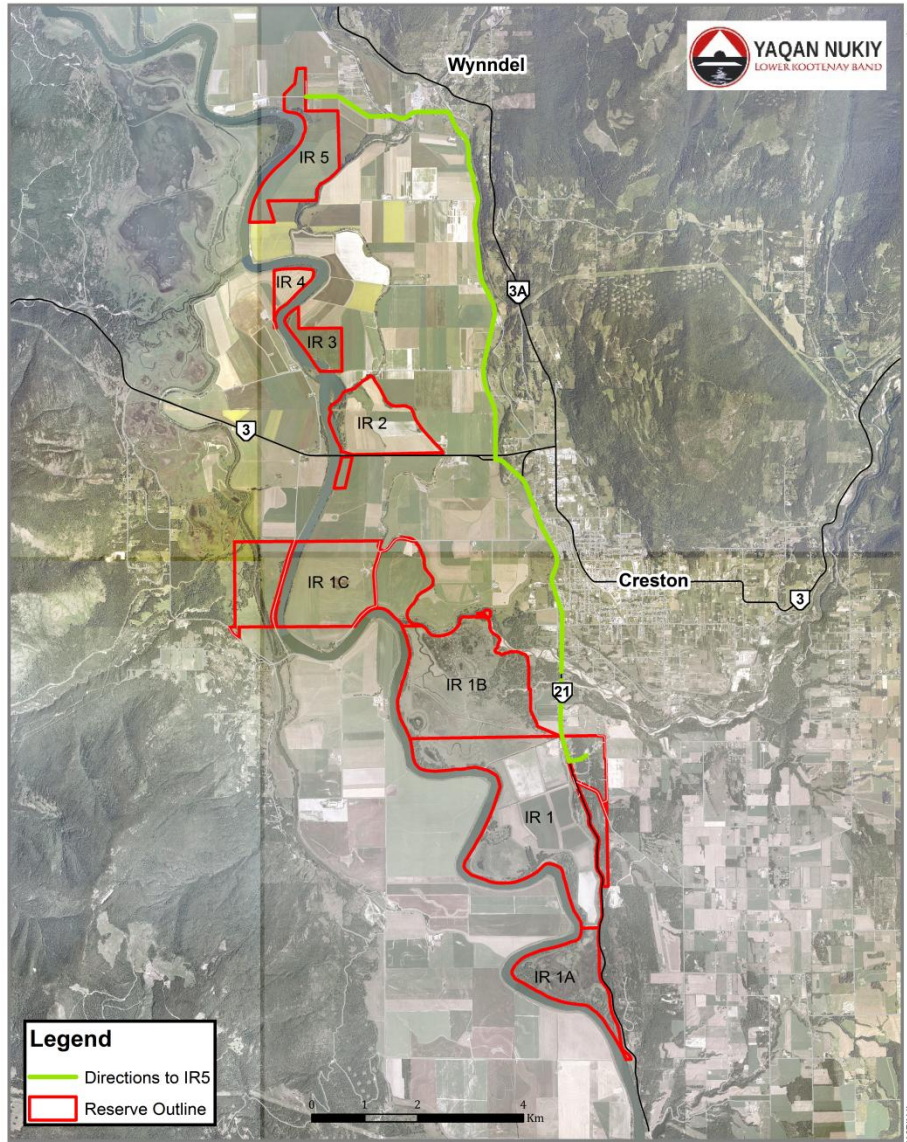 YAQAN NUKIY
LOWER KOOTENAY BAND
Wynndel
IR 5
IR 4
3A
IR 3
IR 2
3
IR 1C
Creston
3
IR 1B
21
IR 1
IR 1A
Legend
Directions to IR5
Reserve Outline
0 2 4
Km